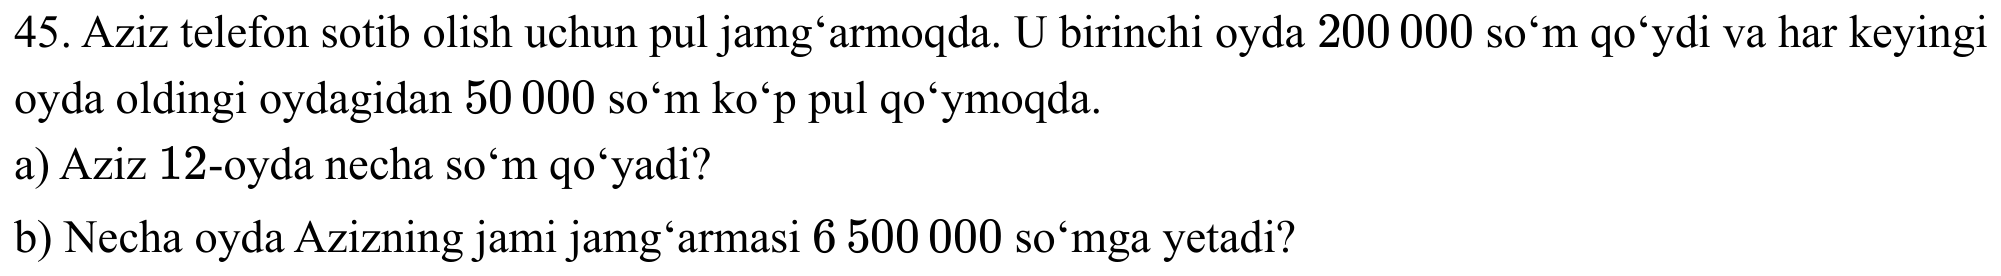 45. Aziz telefon sotib olish uchun pul jamg‘armoqda. U birinchi oyda 200 000 so‘m qo‘ydi va har keyingi
oyda oldingi oydagidan 50 000 so‘m ko‘p pul qo‘ymoqda.
a) Aziz 12-oyda necha so‘m qo‘yadi?
b) Necha oyda Azizning jami jamg‘armasi 6 500 000 so‘mga yetadi?